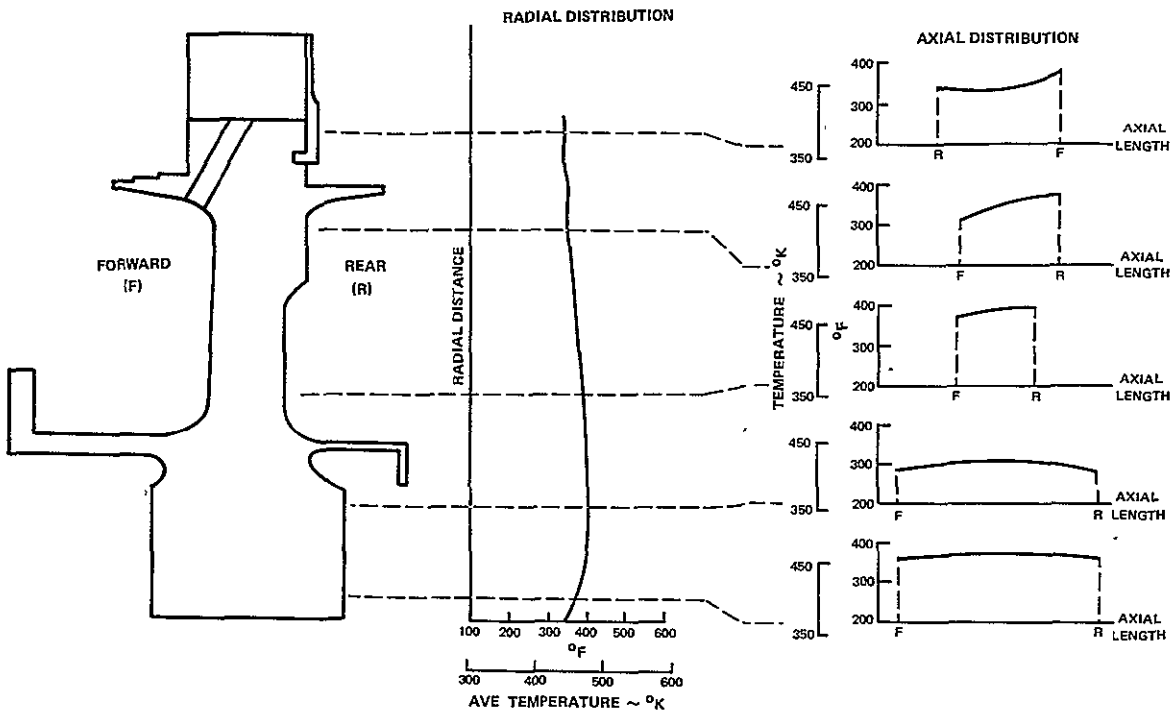 RADIAL DISTRIBUTION
AXIAL DISTRIBUTION
FORWARD
(F)
REAR
(R)
RADIAL DISTANCE
100 200 300 400 500 600
°F
300 400 500 600
AVE TEMPERATURE ~ °K
TEMPERATURE ~ °K
°F
450
350
400
300
200
R F
AXIAL
LENGTH
450
350
400
300
200
F R
AXIAL
LENGTH
450
350
400
300
200
F R
AXIAL
LENGTH
450
350
400
300
200
F R
AXIAL
LENGTH
450
350
400
300
200
F R
AXIAL
LENGTH